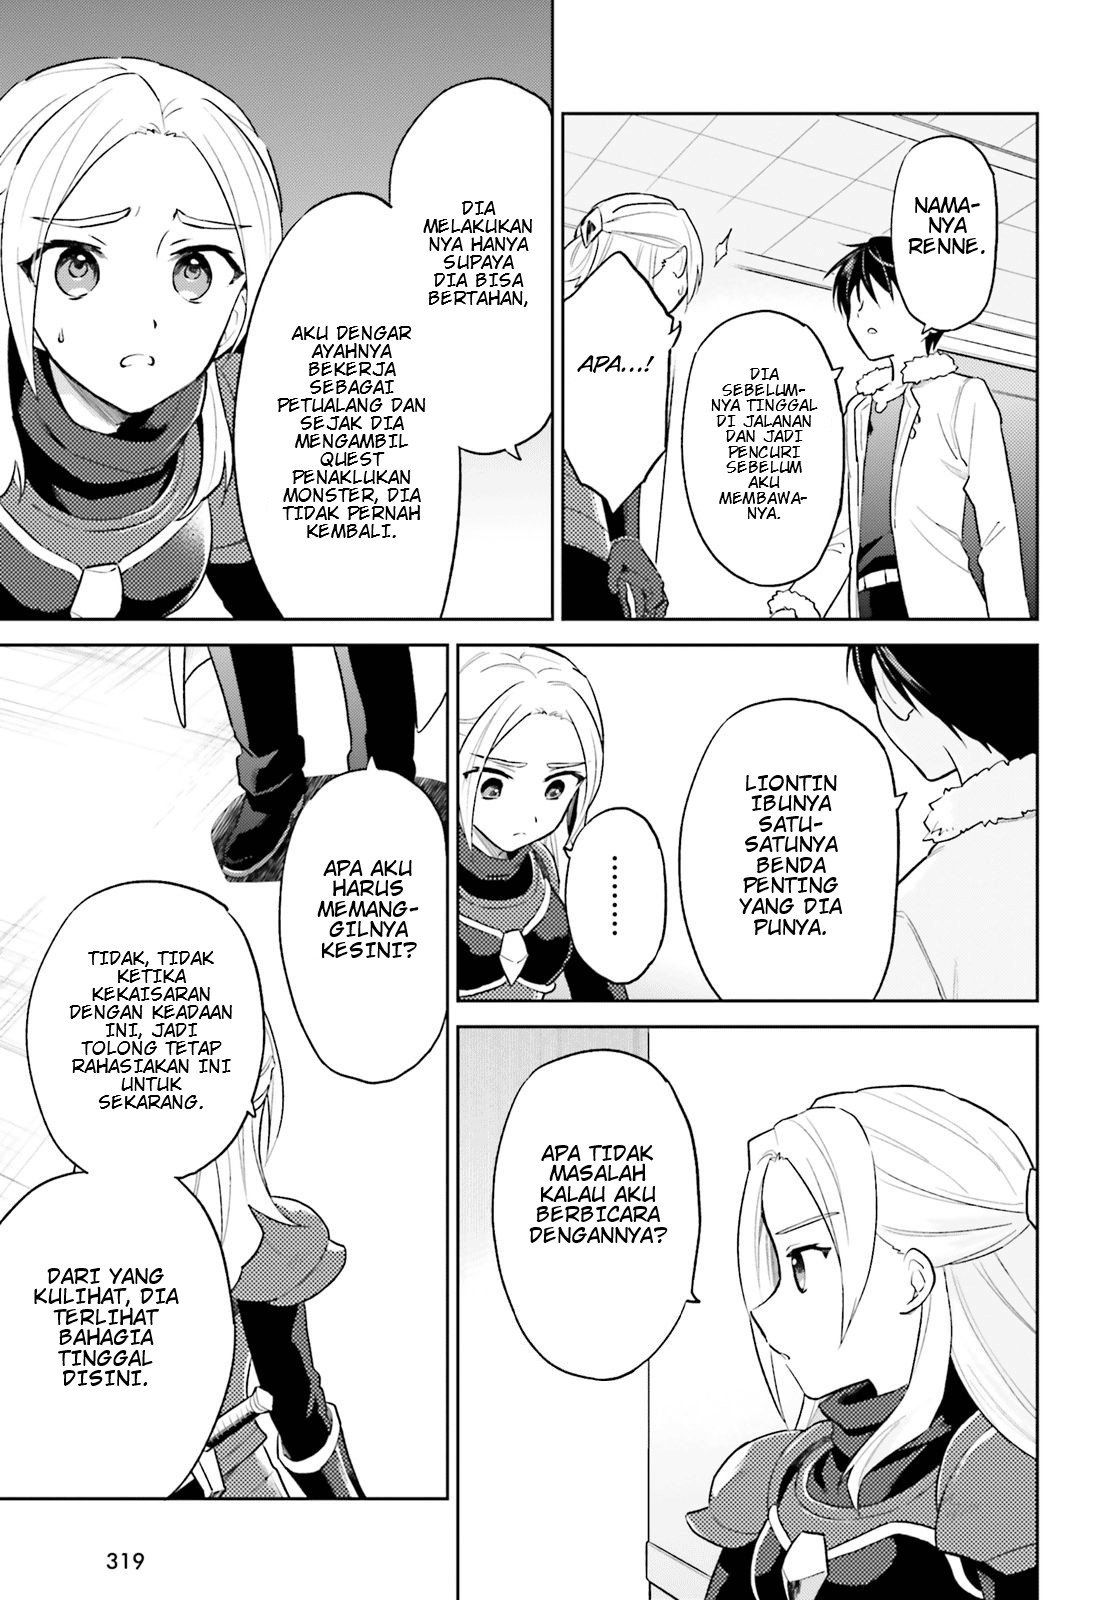 NAMA-
NYA
RENNE.
DIA
SEBELUM-
NYA TINGGAL
DI JALANAN
DAN JADI
PENCURI
SEBELUM
AKU
MEMBAWA-
NYA.
APA...!
DIA
MELAKUKAN
NYA HANYA
SUPAYA
DIA BISA
BERTAHAN,
AKU DENGAR
AYAHNYA
BEKERJA
SEBAGAI
PETUALANG DAN
SEJAK DIA
MENGAMBIL
QUEST
PENAKLUKAN
MONSTER, DIA
TIDAK PERNAH
KEMBALI.
LIONTIN
IBUNYA
SATU-
SATUNYA
BENDA
PENTING
YANG DIA
PUNYA.
.........
APA AKU
HARUS
MEMANG-
GILNYA
KESINI?
TIDAK, TIDAK
KETIKA
KEKAISARAN
DENGAN KEADAAN
INI, JADI
TOLONG TETAP
RAHASIAKAN INI
UNTUK
SEKARANG.
DARI YANG
KULIHAT, DIA
TERLIHAT
BAHAGIA
TINGGAL
DISINI.
APA TIDAK
MASALAH
KALAU AKU
BERBICARA
DENGANNYA?
319